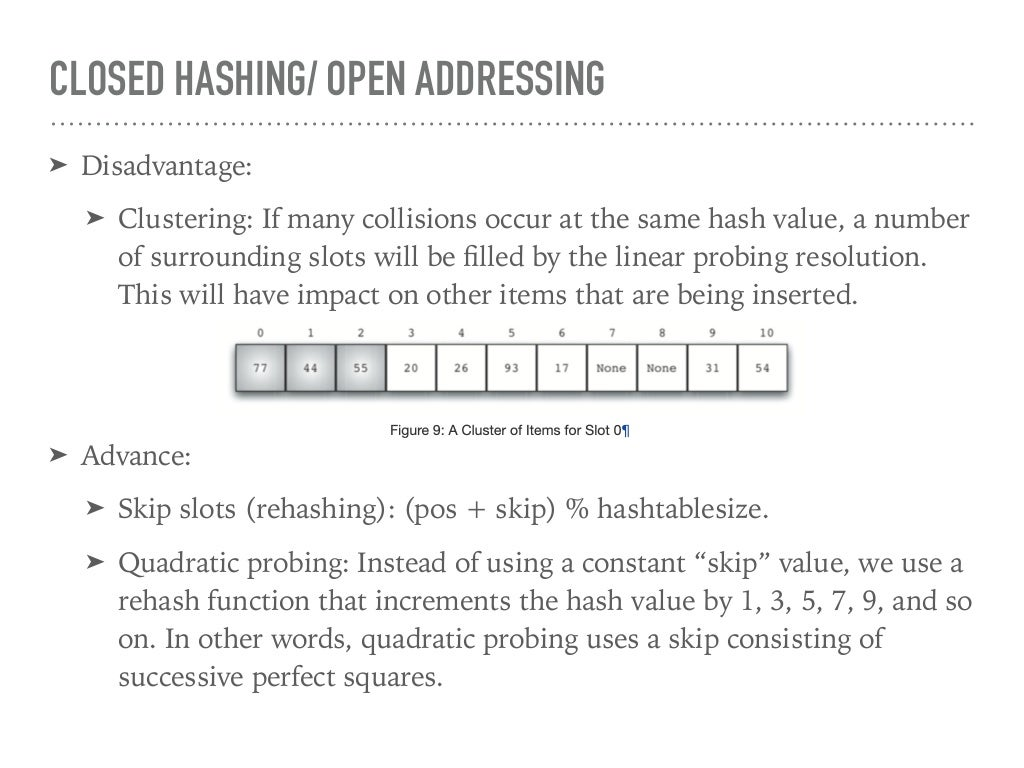 CLOSED HASHING/ OPEN ADDRESSING
➤ Disadvantage:
➤ Clustering: If many collisions occur at the same hash value, a number
of surrounding slots will be filled by the linear probing resolution.
This will have impact on other items that are being inserted.
0 1 2 3 4 5 6 7 8 9 10
77 44 55 20 26 93 17 None None 31 54
Figure 9: A Cluster of Items for Slot 0¶
➤ Advance:
➤ Skip slots (rehashing): (pos + skip) % hashtablesize.
➤ Quadratic probing: Instead of using a constant “skip” value, we use a
rehash function that increments the hash value by 1, 3, 5, 7, 9, and so
on. In other words, quadratic probing uses a skip consisting of
successive perfect squares.